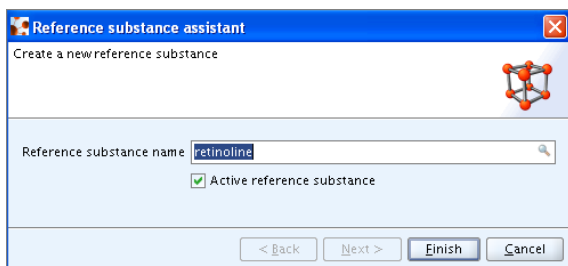 Reference substance assistant
Create a new reference substance
Reference substance name retinoline
Active reference substance
< Back Next > Finish Cancel